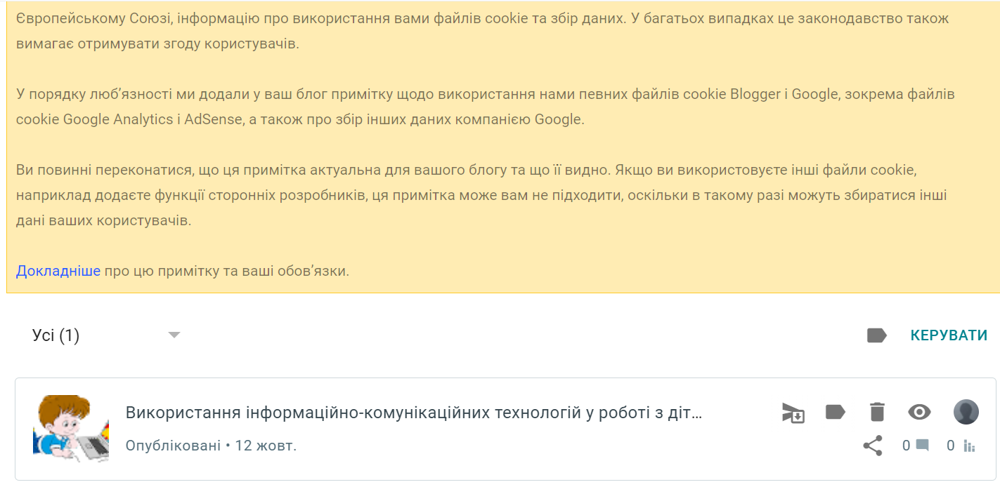 Європейському Союзі, інформацію про використання вами файлів cookie та збір даних. У багатьох випадках це законодавство також
вимагає отримувати згоду користувачів.
У порядку люб’язності ми додали у ваш блог примітку щодо використання нами певних файлів cookie Blogger і Google, зокрема файлів
cookie Google Analytics і AdSense, а також про збір інших даних компанією Google.
Ви повинні переконатися, що ця примітка актуальна для вашого блогу та що її видно. Якщо ви використовуєте інші файли cookie,
наприклад додаєте функції сторонніх розробників, ця примітка може вам не підходити, оскільки в такому разі можуть збиратися інші
дані ваших користувачів.
Докладніше про цю примітку та ваші обов’язки.
Усі (1)
КЕРУВАТИ
Використання інформаційно-комунікаційних технологій у роботі з діт…
Опубліковані • 12 жовт.
0
0